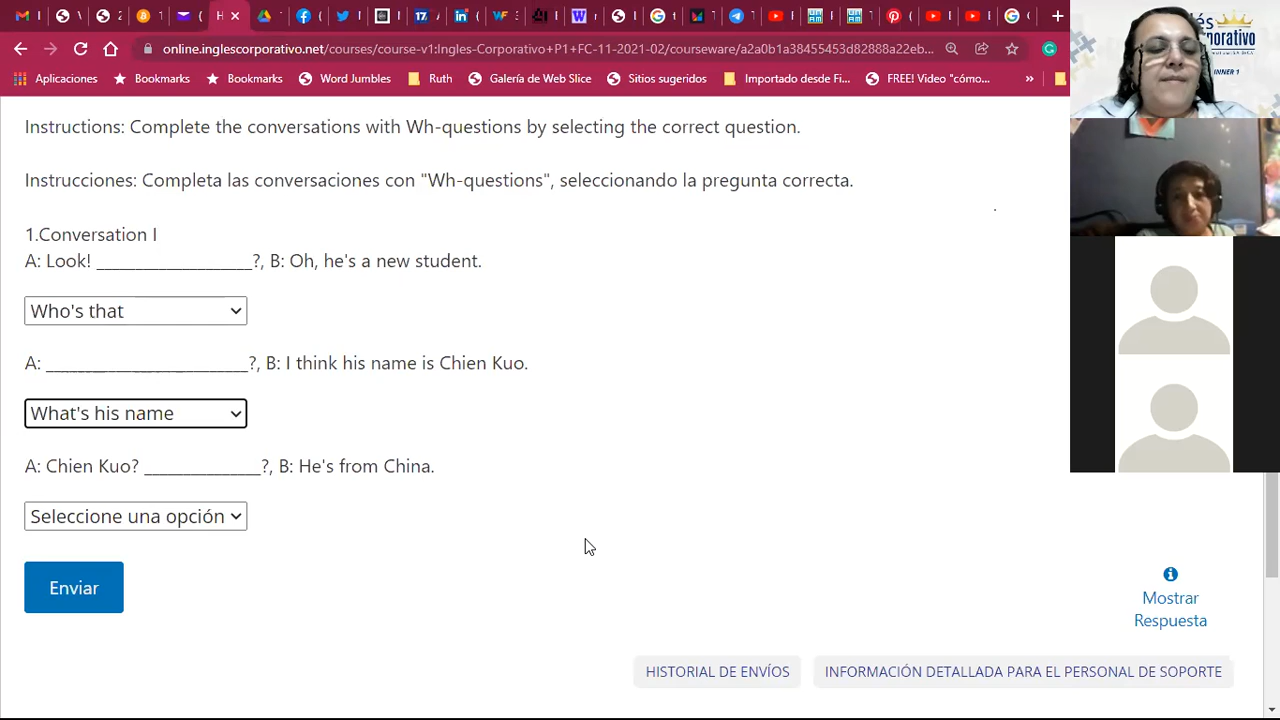 online.inglescorporativo.net/courses/course-v1:Ingles-Corporativo+P1+FC-11-2021-02/courseware/a2a0b1a38455453d82888a22eb...
Aplicaciones Bookmarks Bookmarks Word Jumbles Ruth Galería de Web Slice Sitios sugeridos Importado desde Fi... FREE! Video "cómo... »
INNER 1
Instructions: Complete the conversations with Wh-questions by selecting the correct question.
Instrucciones: Completa las conversaciones con "Wh-questions", seleccionando la pregunta correcta.
1.Conversation I
A: Look! ____________________?, B: Oh, he's a new student.
Who's that
A: __________________________?, B: I think his name is Chien Kuo.
What's his name
A: Chien Kuo? _______________?, B: He's from China.
Seleccione una opción
Enviar
Mostrar
Respuesta
HISTORIAL DE ENVÍOS INFORMACIÓN DETALLADA PARA EL PERSONAL DE SOPORTE